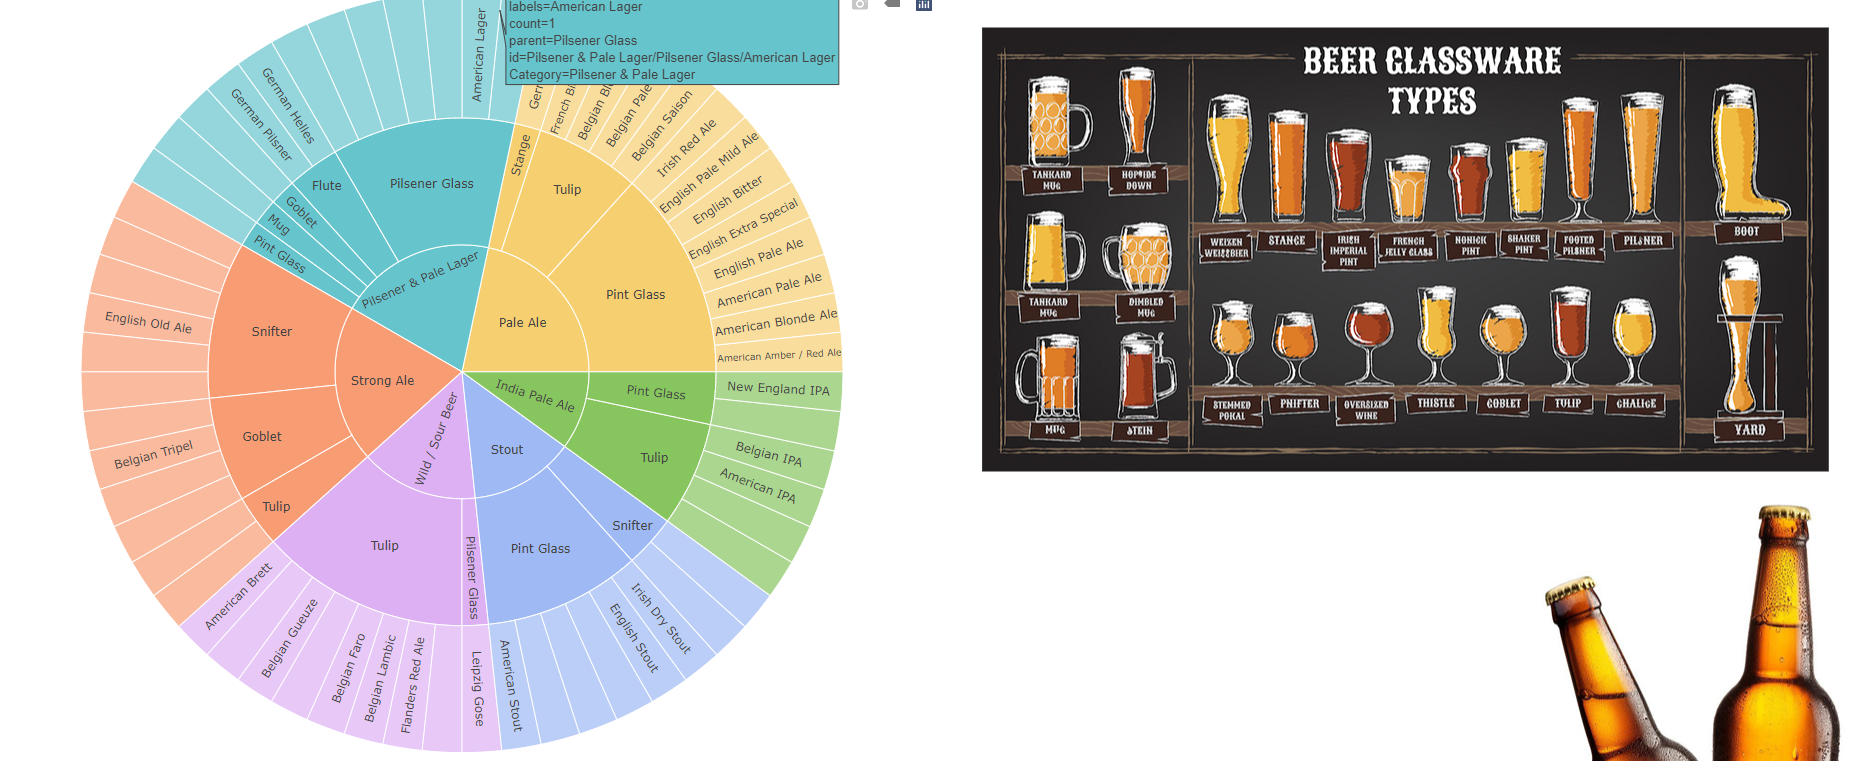 labels=American Lager
count=1
parent=Pilsener Glass
id=Pilsener & Pale Lager/Pilsener Glass/American Lager
Category=Pilsener & Pale Lager
Pilsener & Pale Lager
Pilsener Glass
American Lager
Flute
German Helles
German Pilsner
Goblet
Mug
Pint Glass
Pale Ale
Stange
Tulip
French Bi
Belgian Bl
Belgian Pale
Belgian Saison
Pint Glass
Irish Red Ale
English Pale Mild Ale
English Bitter
English Extra Special
English Pale Ale
American Pale Ale
American Blonde Ale
American Amber / Red Ale
India Pale Ale
Pint Glass
New England IPA
Tulip
Belgian IPA
American IPA
Stout
Snifter
Pint Glass
Irish Dry Stout
English Stout
American Stout
Wild / Sour Beer
Pilsener Glass
Leipzig Gose
Tulip
Flanders Red Ale
Belgian Lambic
Belgian Faro
Belgian Gueuze
American Brett
Strong Ale
Tulip
Goblet
Belgian Tripel
Snifter
English Old Ale
BEER GLASSWARE
TYPES
TANKARD
MUG
UPSIDE
DOWN
TANKARD
MUG
DIMBLED
MUG
MUG
STEIN
WEIZEN
WEISSBIER
STANGE
IRISH
IMPERIAL
PINT
FRENCH
JELLY GLASS
NONICK
PINT
SHAKER
PINT
FOOTED
PILSNER
PILSNER
STEMMED
POKAL
PNIFTER
OVERSIZED
WINE
THISTLE
GOBLET
TULIP
CHALICE
BOOT
YARD